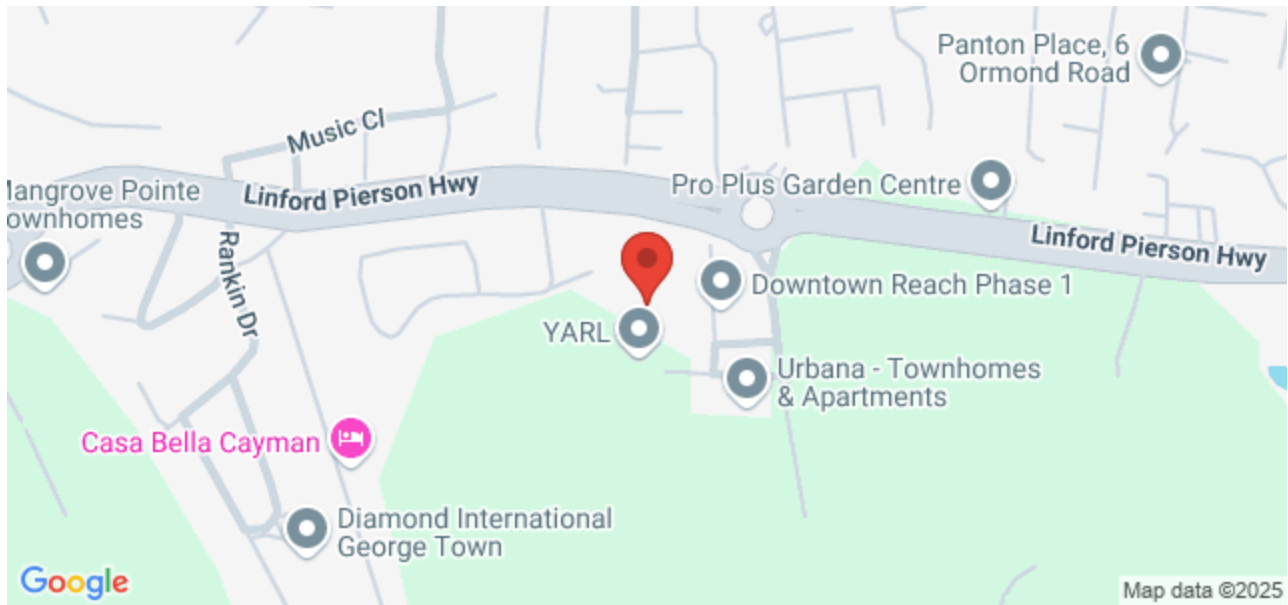 Panton Place, 6
Ormond Road
Music Cl
Linford Pierson Hwy
Pro Plus Garden Centre
Mangrove Pointe
ownhomes
Rankin Dr
Linford Pierson Hwy
Downtown Reach Phase 1
YARL
Urbana - Townhomes
& Apartments
Casa Bella Cayman
Diamond International
George Town
Google
Map data ©2025